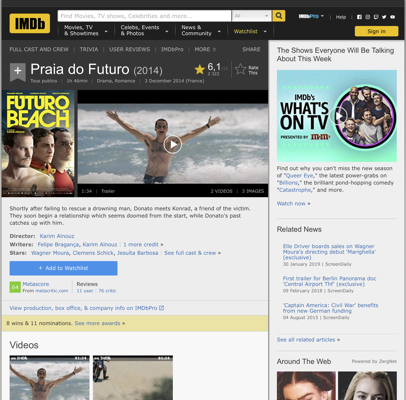 IMDb
Find Movies, TV shows, Celebrities and more...
All
IMDbPro
Help
Movies, TV & Showtimes
Celebs, Events & Photos
News & Community
Watchlist
Sign in
FULL CAST AND CREW | TRIVIA | USER REVIEWS | IMDbPro | MORE
SHARE
Praia do Futuro (2014)
Tous publics | 1h 46min | Drama, Romance | 3 December 2014 (France)
6,1
Rate This
FUTURO BEACH
1:34 | Trailer
2 VIDEOS | 3 IMAGES
Shortly after failing to rescue a drowning man, Donato meets Konrad, a friend of the victim.
They soon begin a relationship which seems doomed from the start, while Donato's past
catches up with him.
Director: Karim Aïnouz
Writers: Felipe Bragança, Karim Aïnouz | 1 more credit »
Stars: Wagner Moura, Clemens Schick, Jesuita Barbosa | See full cast & crew »
+ Add to Watchlist
Metascore
From metacritic.com
Reviews
11 user | 76 critic
View production, box office, & company info on IMDbPro
8 wins & 11 nominations. See more awards »
Videos
The Shows Everyone Will Be Talking
About This Week
IMDb's
WHAT'S
ON TV
PRESENTED BY
Find out why you can't miss the new season
of "Queer Eye," the latest power-grabs on
"Billions," the brilliant pond-hopping comedy
"Catastrophe," and more.
Watch now »
Related News
Elle Driver boards sales on Wagner
Moura's directing debut 'Marighella'
(exclusive)
30 January 2019 | ScreenDaily
First trailer for Berlin Panorama doc
'Central Airport THF' (exclusive)
09 February 2018 | ScreenDaily
'Captain America: Civil War' benefits
from new German funding
04 August 2015 | ScreenDaily
See all related articles »
Around The Web
Powered by ZergNet